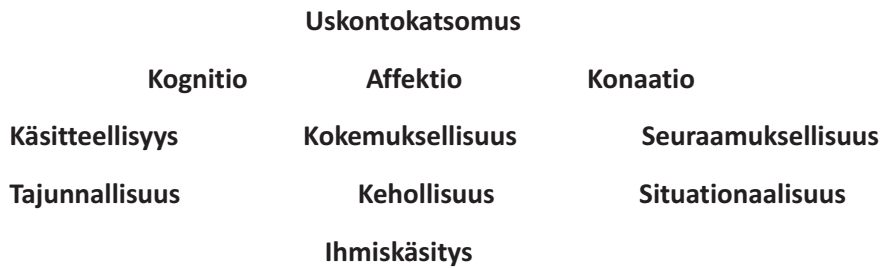 Uskontokatsomus
Kognitio Affektio Konaatio
Käsitteellisyys Kokemuksellisuus Seuraamuksellisuus
Tajunnallisuus Kehollisuus Situationaalisuus
Ihmiskäsitys